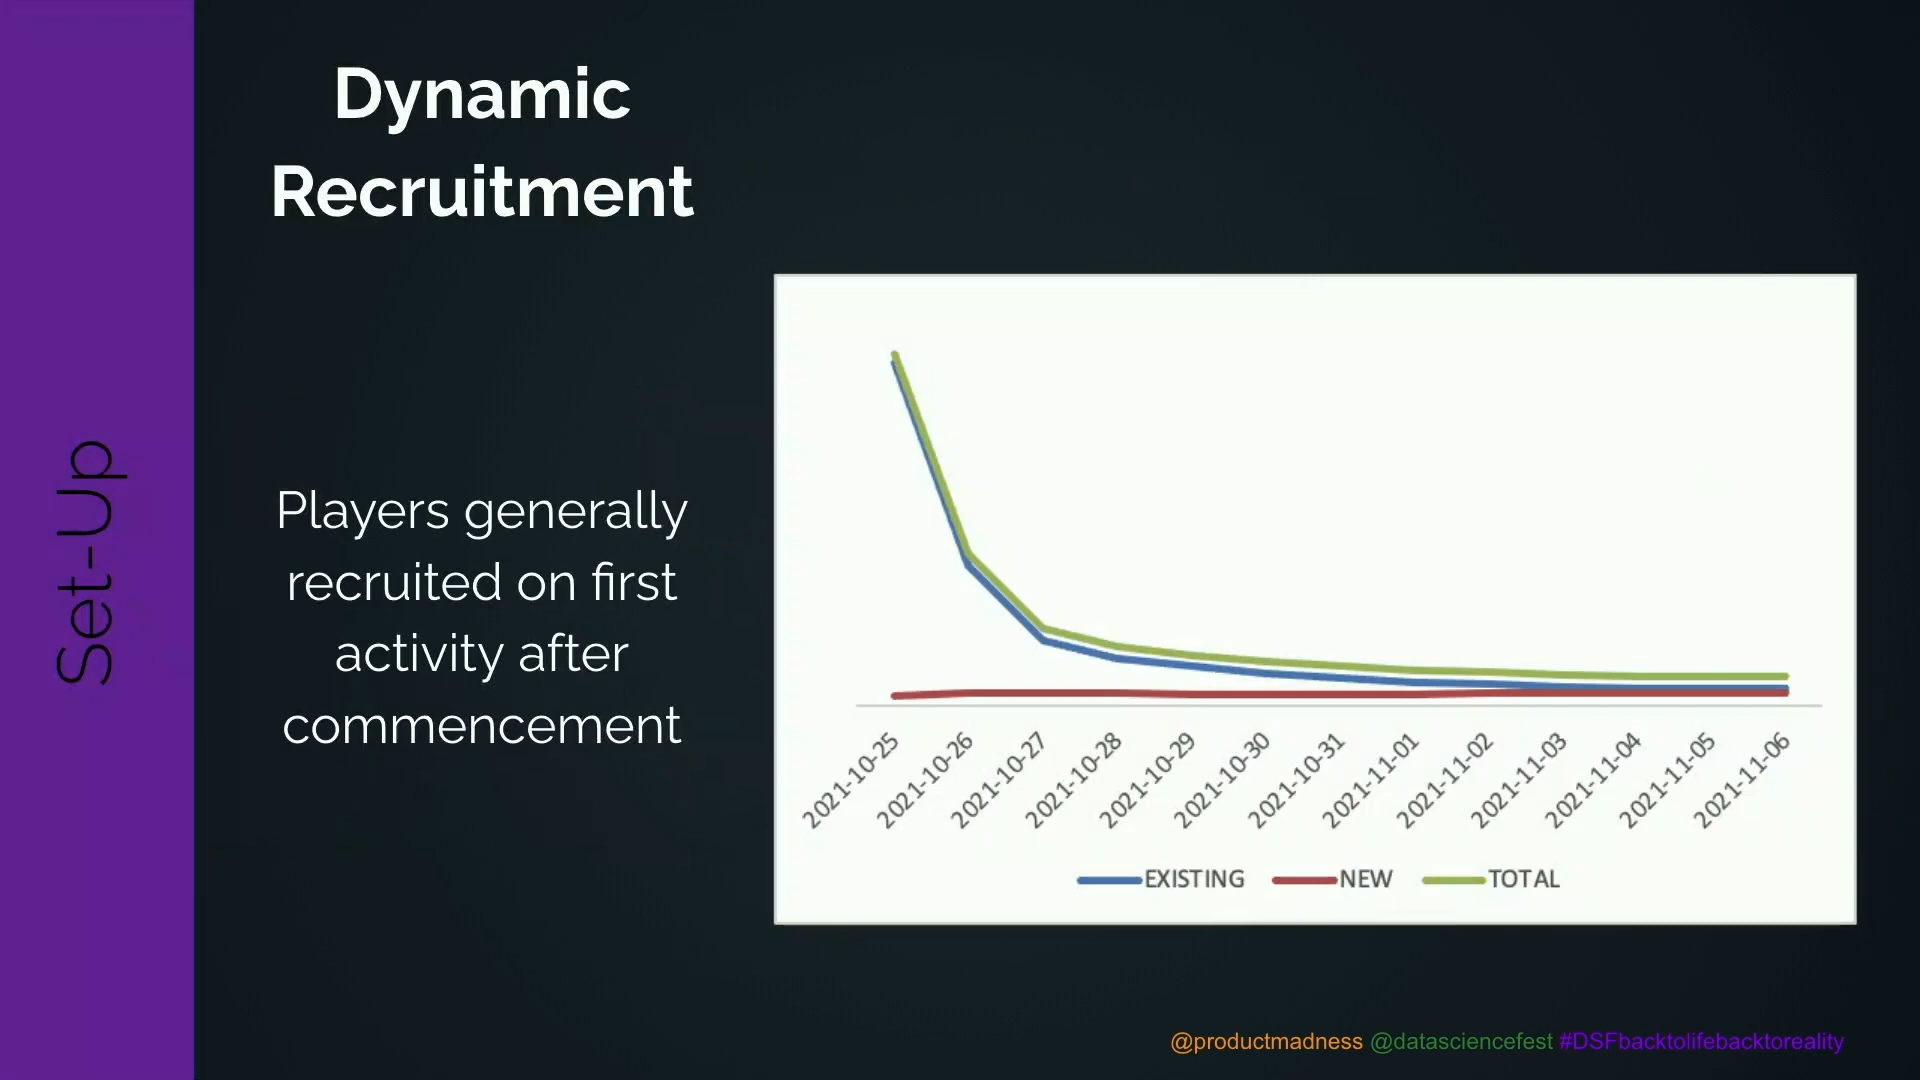 Set-Up
Dynamic
Recruitment
Players generally
recruited on first
activity after
commencement
2021-10-25
2021-10-26
2021-10-27
2021-10-28
2021-10-29
2021-10-30
2021-10-31
2021-11-01
2021-11-02
2021-11-03
2021-11-04
2021-11-05
2021-11-06
EXISTING NEW TOTAL
@productmadness @datasciencefest #DSFbacktolifebacktoreality